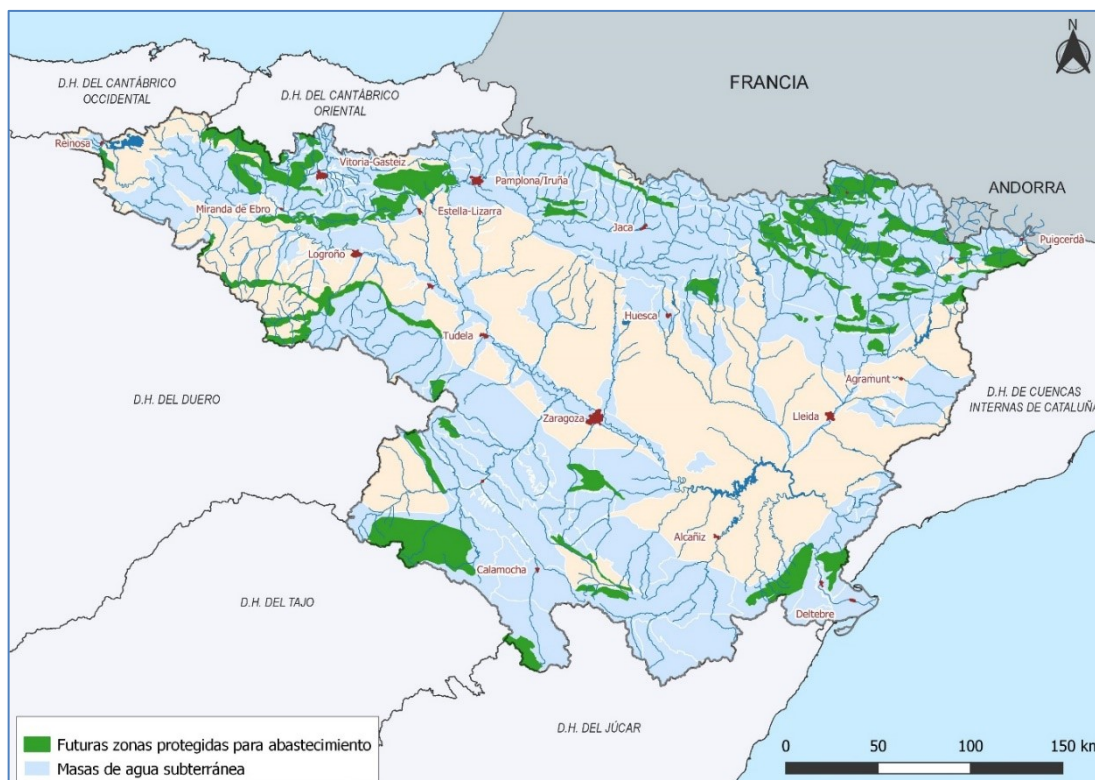 N
D.H. DEL CANTÁBRICO
OCCIDENTAL
D.H. DEL CANTÁBRICO
ORIENTAL
FRANCIA
Reinosa
Vitoria-Gasteiz
Pamplona/Iruña
ANDORRA
Miranda de Ebro
Estella-Lizarra
Jaca
Puigcerdà
Logroño
Huesca
Tudela
Agramunt
D.H. DEL DUERO
Zaragoza
Lleida
D.H. DE CUENCAS
INTERNAS DE CATALUÑA
Alcañiz
Calamocha
D.H. DEL TAJO
Deltebre
D.H. DEL JÚCAR
Futuras zonas protegidas para abastecimiento
Masas de agua subterránea
0 50 100 150 km